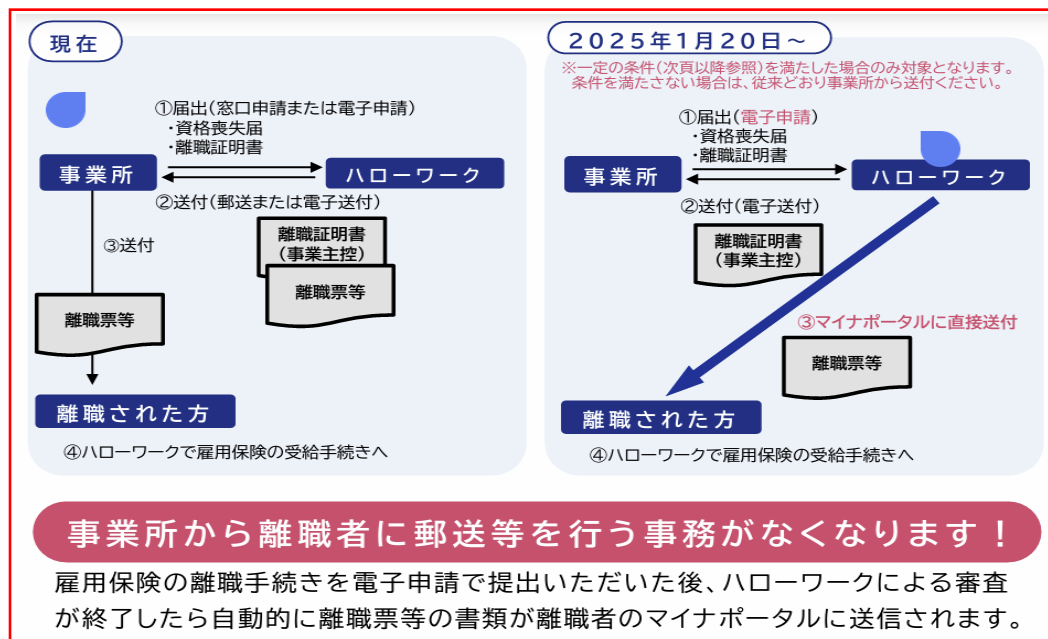 現在
①届出(窓口申請または電子申請)
・資格喪失届
・離職証明書
事業所
ハローワーク
②送付(郵送または電子送付)
③送付
離職証明書
(事業主控)
離職票等
離職票等
離職された方
④ハローワークで雇用保険の受給手続きへ
2025年1月20日～
※一定の条件(次頁以降参照)を満たした場合のみ対象となります。
条件を満たさない場合は、従来どおり事業所から送付ください。
①届出(電子申請)
・資格喪失届
・離職証明書
事業所
ハローワーク
②送付(電子送付)
離職証明書
(事業主控)
③マイナポータルに直接送付
離職票等
離職された方
④ハローワークで雇用保険の受給手続きへ
事業所から離職者に郵送等を行う事務がなくなります！
雇用保険の離職手続きを電子申請で提出いただいた後、ハローワークによる審査
が終了したら自動的に離職票等の書類が離職者のマイナポータルに送信されます。